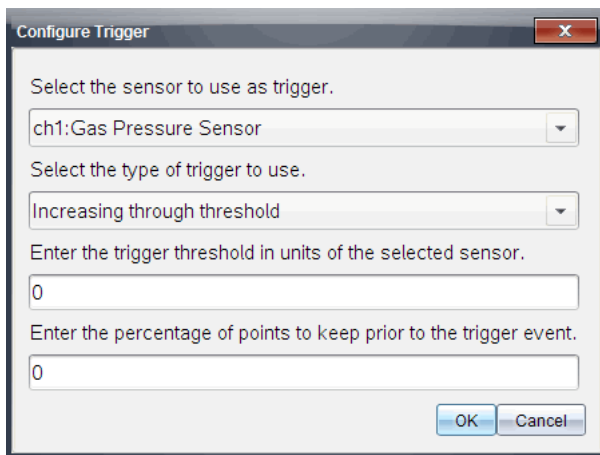 Configure Trigger
x
Select the sensor to use as trigger.
ch1:Gas Pressure Sensor
Select the type of trigger to use.
Increasing through threshold
Enter the trigger threshold in units of the selected sensor.
0
Enter the percentage of points to keep prior to the trigger event.
0
OK Cancel